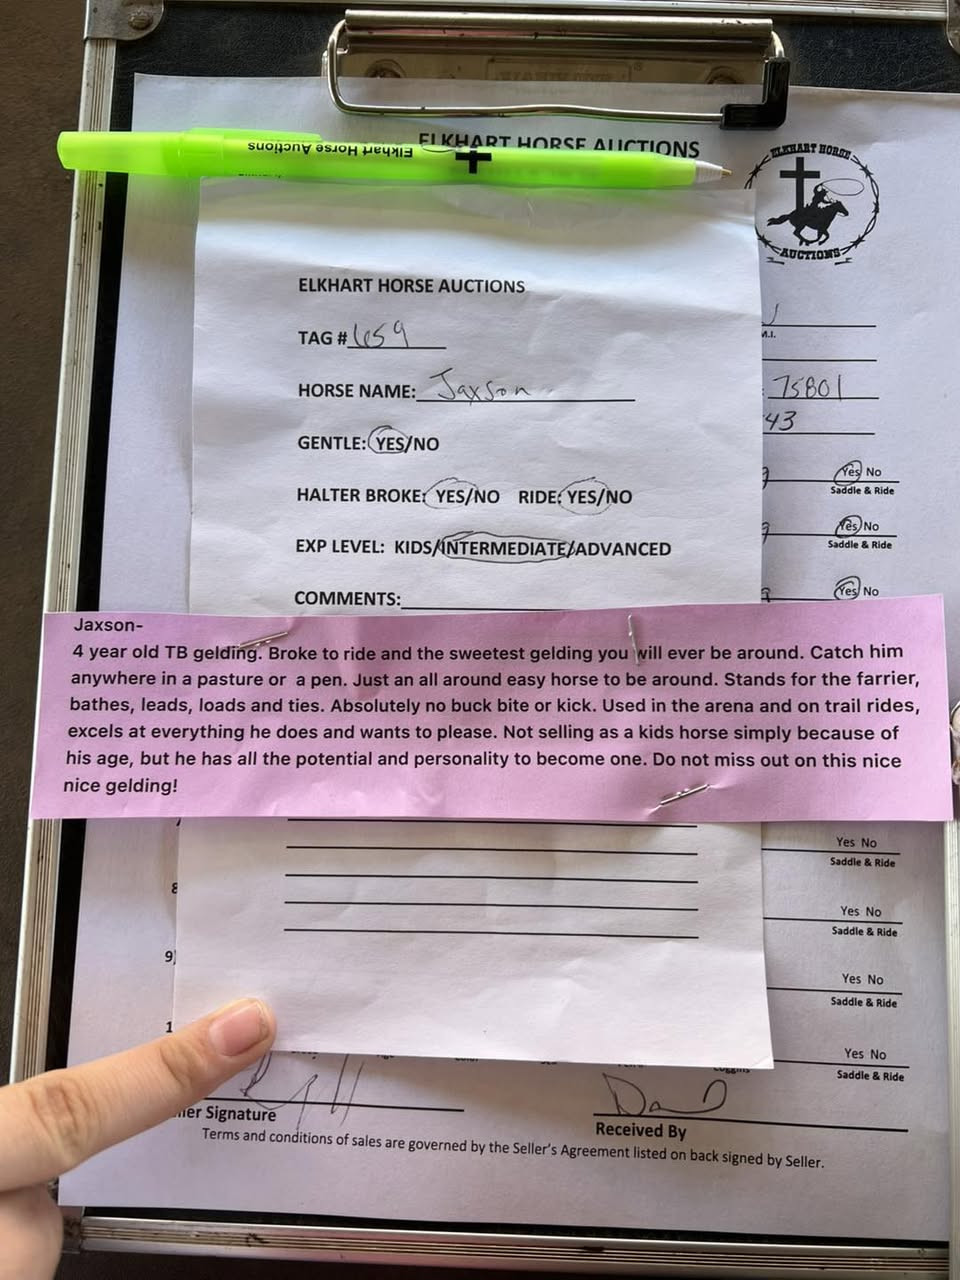 ELKHART HORSE AUCTIONS
Elkhart Horse Auctions
ELKHART HORSE
AUCTIONS
ELKHART HORSE AUCTIONS
TAG # 659
HORSE NAME: Jaxson
GENTLE: YES/NO
HALTER BROKE: YES/NO RIDE: YES/NO
EXP LEVEL: KIDS/INTERMEDIATE/ADVANCED
COMMENTS:
M.I.
75801
43
Yes No
Saddle & Ride
Yes No
Saddle & Ride
Yes No
Jaxson-
4 year old TB gelding. Broke to ride and the sweetest gelding you will ever be around. Catch him
anywhere in a pasture or a pen. Just an all around easy horse to be around. Stands for the farrier,
bathes, leads, loads and ties. Absolutely no buck bite or kick. Used in the arena and on trail rides,
excels at everything he does and wants to please. Not selling as a kids horse simply because of
his age, but he has all the potential and personality to become one. Do not miss out on this nice
nice gelding!
Yes No
Saddle & Ride
8
Yes No
Saddle & Ride
9)
Yes No
Saddle & Ride
1
Yes No
Saddle & Ride
Coggins
Signature
Received By
Terms and conditions of sales are governed by the Seller's Agreement listed on back signed by Seller.